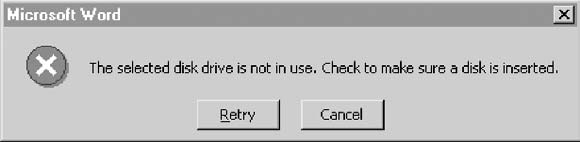 Microsoft Word
The selected disk drive is not in use. Check to make sure a disk is inserted.
Retry
Cancel